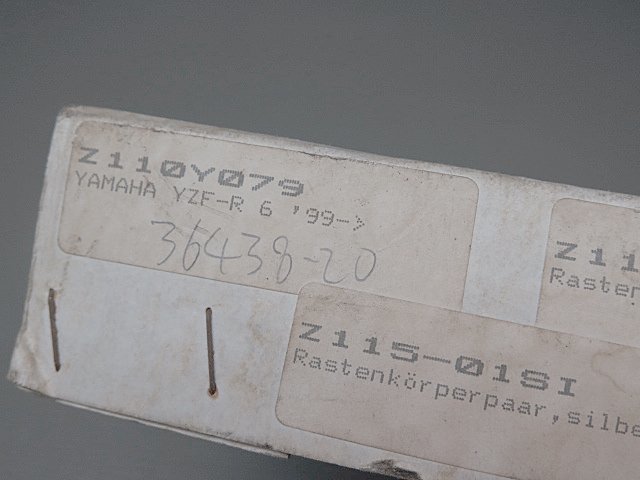 Z110Y079
YAMAHA YZF-R 6 '99->
36438-20
Z11
Rasten
Z115-01SI
Rastenkörperpaar,silbe